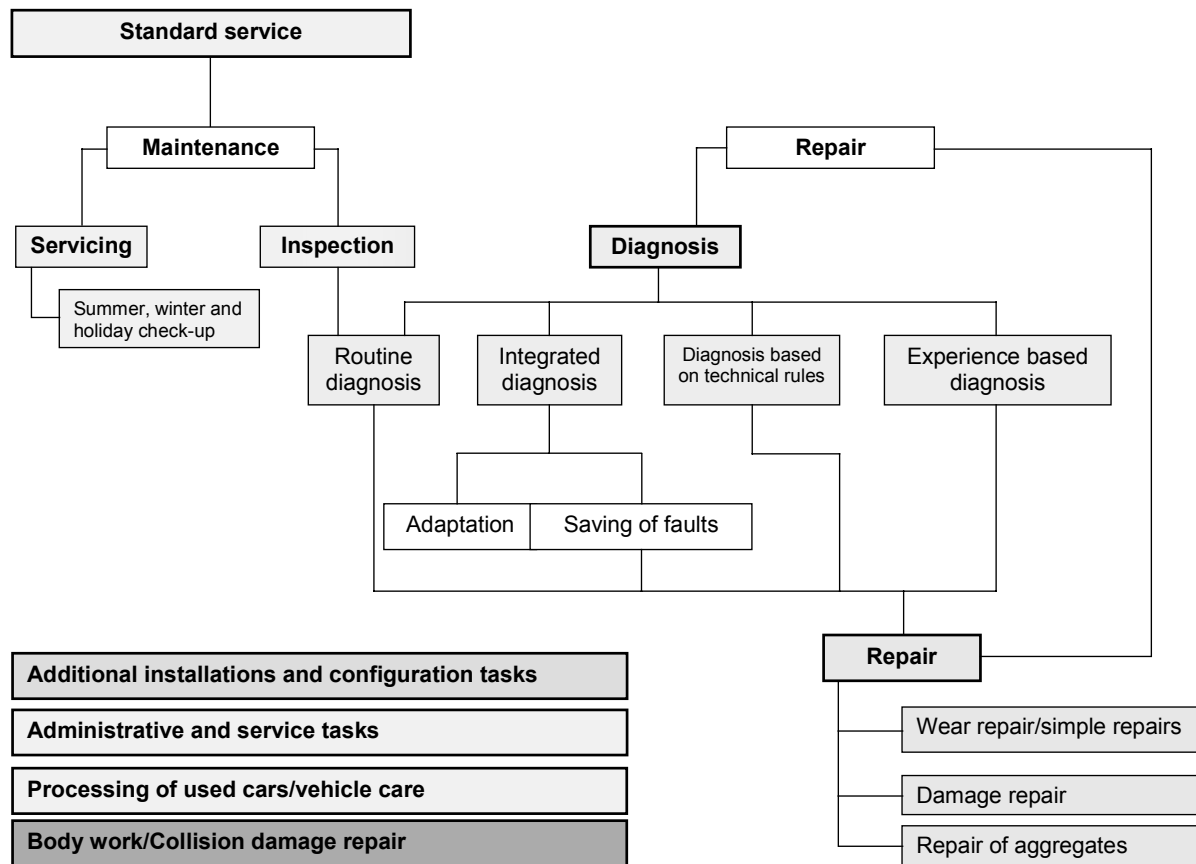 Standard service
Maintenance
Repair
Servicing
Inspection
Diagnosis
Summer, winter and
holiday check-up
Routine
diagnosis
Integrated
diagnosis
Diagnosis based
on technical rules
Experience based
diagnosis
Adaptation
Saving of faults
Repair
Additional installations and configuration tasks
Administrative and service tasks
Processing of used cars/vehicle care
Body work/Collision damage repair
Wear repair/simple repairs
Damage repair
Repair of aggregates